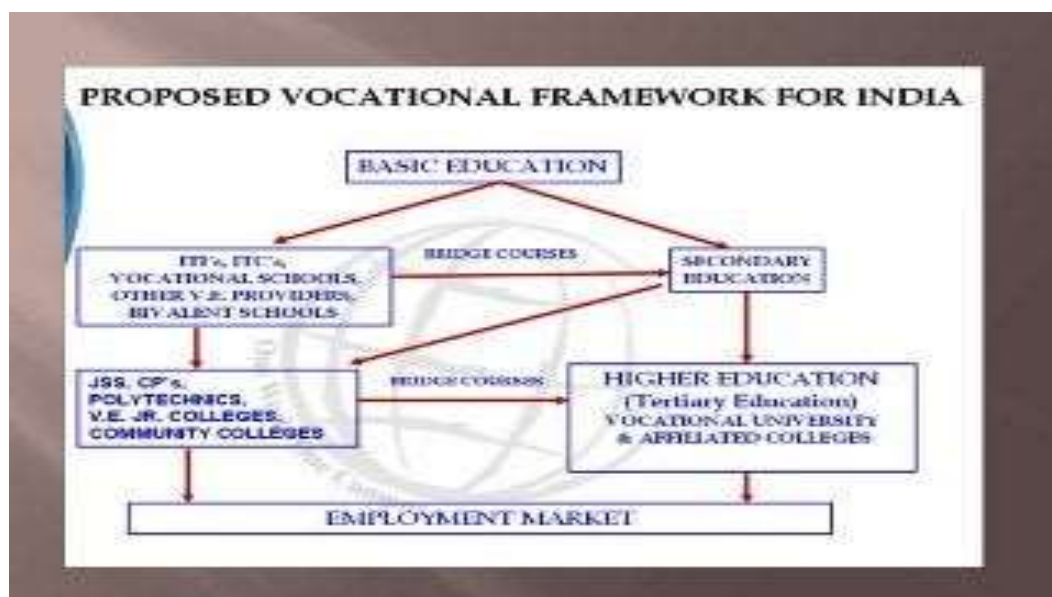 PROPOSED VOCATIONAL FRAMEWORK FOR INDIA
BASIC EDUCATION
ITI's, ITC's,
VOCATIONAL SCHOOLS,
OTHER V.E. PROVIDERS,
BIVALENT SCHOOLS
BRIDGE COURSES
SECONDARY
EDUCATION
JSS, CP's,
POLYTECHNICS,
V.E. JR. COLLEGES,
COMMUNITY COLLEGES
BRIDGE COURSES
HIGHER EDUCATION
(Tertiary Education)
VOCATIONAL UNIVERSITY
& AFFILIATED COLLEGES
EMPLOYMENT MARKET